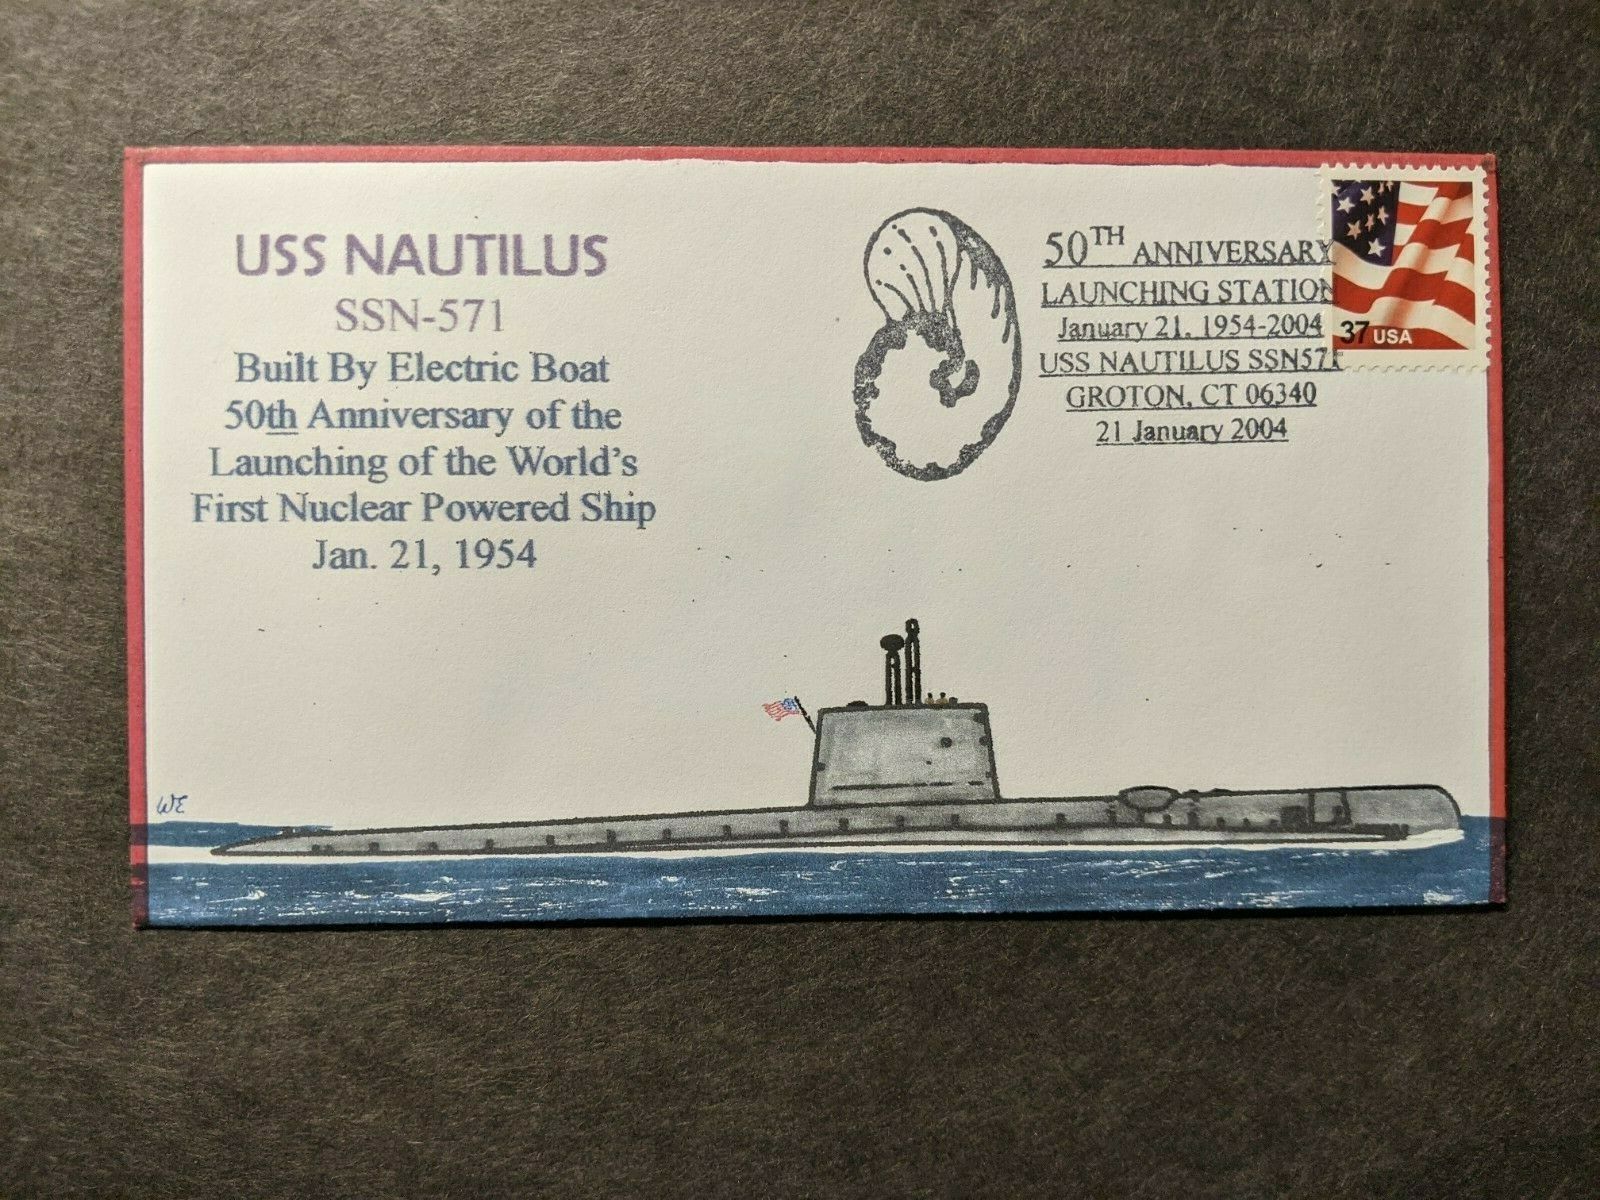 USS NAUTILUS
SSN-571
Built By Electric Boat
50th Anniversary of the
Launching of the World's
First Nuclear Powered Ship
Jan. 21, 1954
50TH ANNIVERSARY
LAUNCHING STATION
January 21, 1954-2004
USS NAUTILUS SSN571
GROTON, CT 06340
21 January 2004
37 USA
WE